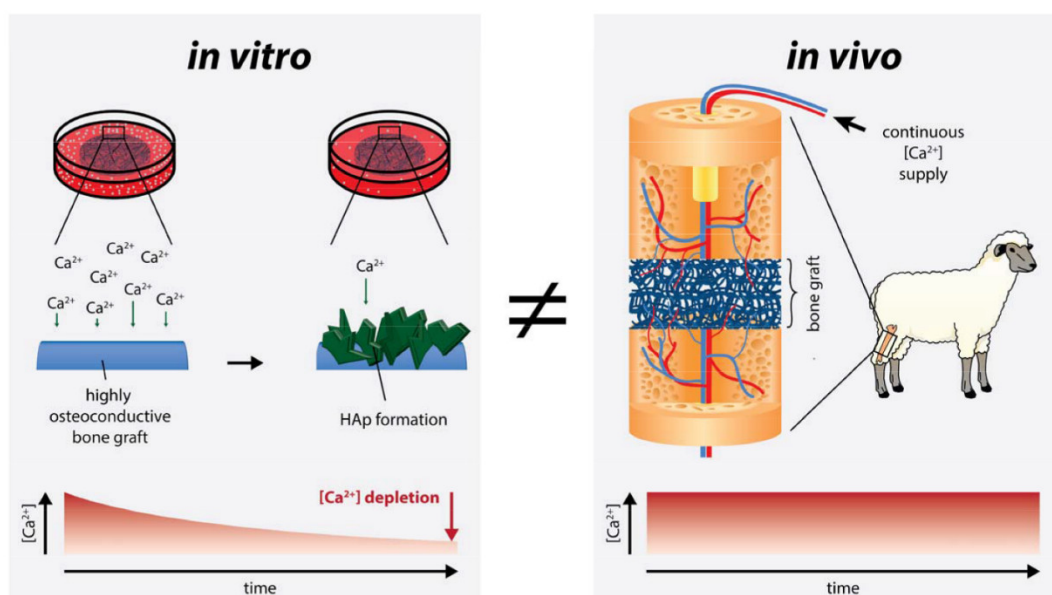 in vitro
Ca²⁺
Ca²⁺
Ca²⁺
Ca²⁺
Ca²⁺
Ca²⁺
Ca²⁺
Ca²⁺
highly
osteoconductive
bone graft
Ca²⁺
HAp formation
[Ca²⁺] depletion
[Ca²⁺]
time
≠
in vivo
continuous
[Ca²⁺]
supply
bone graft
[Ca²⁺]
time